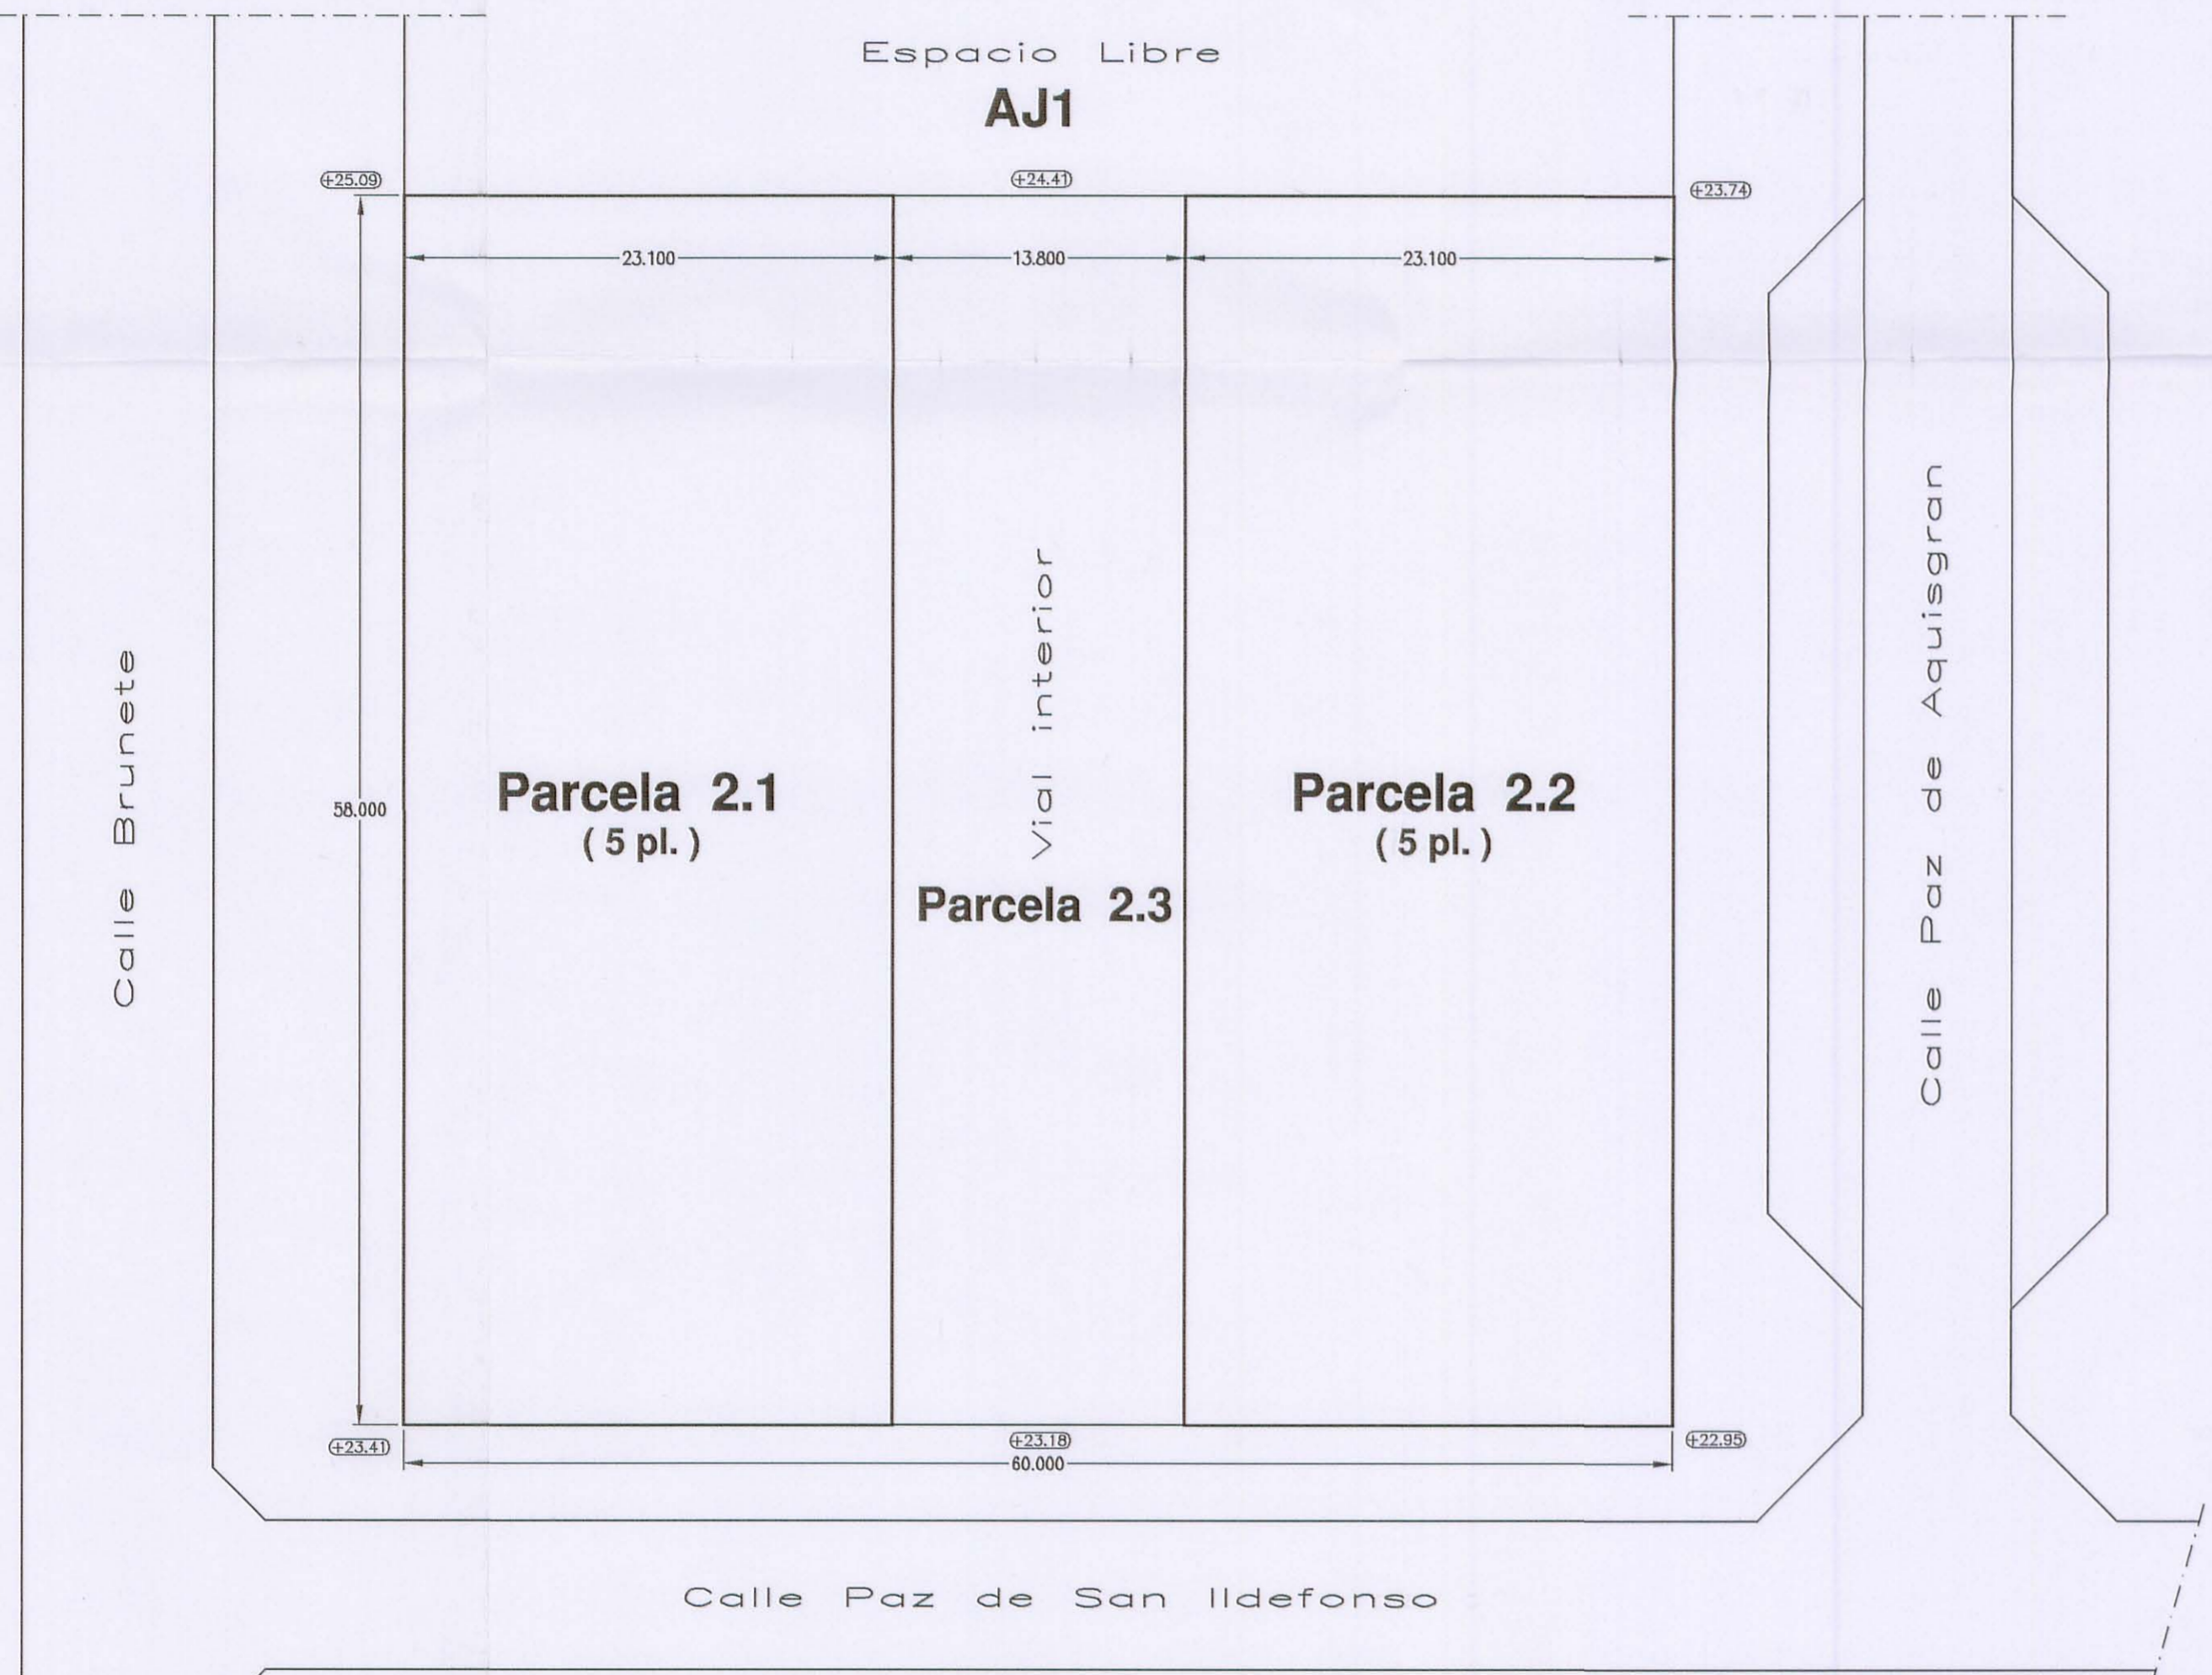 Espacio Libre
AJ1
+25.09
+24.41
+23.74
23.100
13.800
23.100
Calle Brunete
58.000
Parcela 2.1
( 5 pl. )
Vial interior
Parcela 2.3
Parcela 2.2
( 5 pl. )
Calle Paz de Aquisgran
+23.41
+23.18
+22.95
60.000
Calle Paz de San Ildefonso